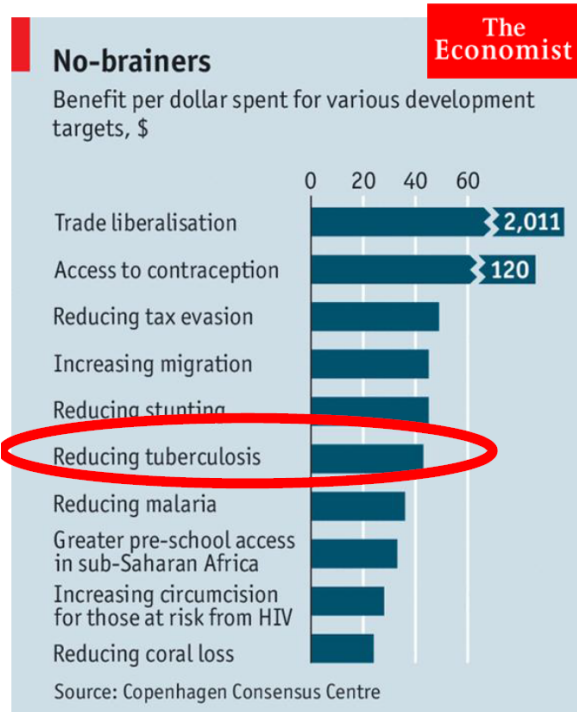 The
Economist
No-brainers
Benefit per dollar spent for various development
targets, $
0 20 40 60
Trade liberalisation 2,011
Access to contraception 120
Reducing tax evasion
Increasing migration
Reducing stunting
Reducing tuberculosis
Reducing malaria
Greater pre-school access
in sub-Saharan Africa
Increasing circumcision
for those at risk from HIV
Reducing coral loss
Source: Copenhagen Consensus Centre